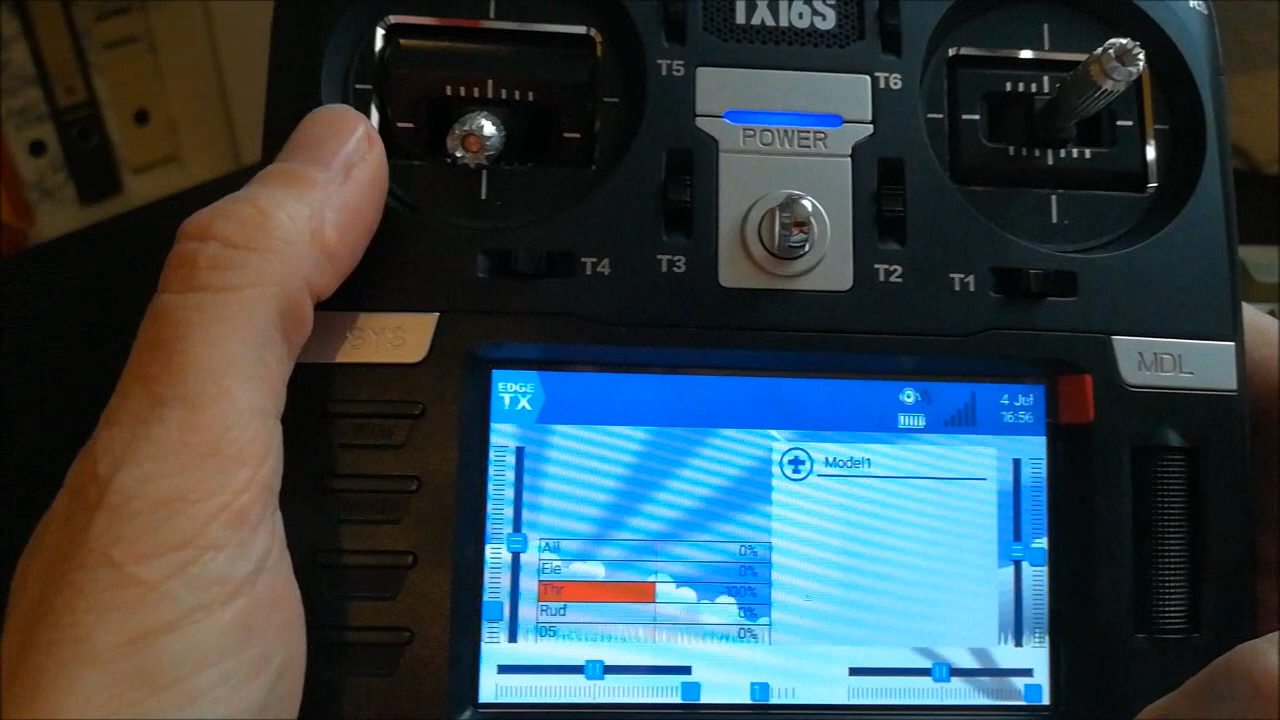 TX16S
T5
T6
POWER
T4
T3
T2
T1
SYS
MDL
EDGE
TX
4 Jul
16:56
Model1
Ail 0%
Ele 0%
Thr -100%
Rud 0%
05 0%
1